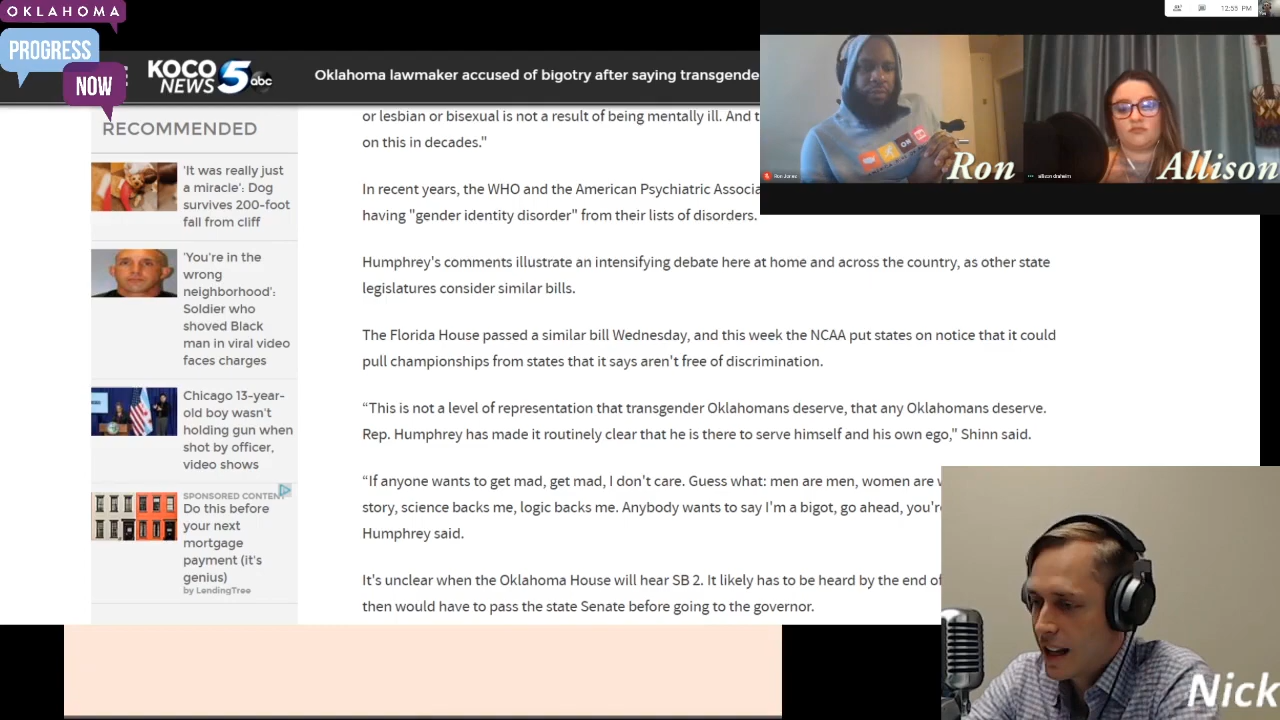 OKLAHOMA
PROGRESS
NOW
KOCO
NEWS 5 abc
Oklahoma lawmaker accused of bigotry after saying transgende
12:55 PM
RECOMMENDED
'It was really just
a miracle': Dog
survives 200-foot
fall from cliff
'You're in the
wrong
neighborhood':
Soldier who
shoved Black
man in viral video
faces charges
Chicago 13-year-
old boy wasn't
holding gun when
shot by officer,
video shows
SPONSORED CONTENT
Do this before
your next
mortgage
payment (it's
genius)
by LendingTree
or lesbian or bisexual is not a result of being mentally ill. And t
on this in decades."
In recent years, the WHO and the American Psychiatric Associa
having "gender identity disorder" from their lists of disorders.
Humphrey's comments illustrate an intensifying debate here at home and across the country, as other state
legislatures consider similar bills.
The Florida House passed a similar bill Wednesday, and this week the NCAA put states on notice that it could
pull championships from states that it says aren't free of discrimination.
“This is not a level of representation that transgender Oklahomans deserve, that any Oklahomans deserve.
Rep. Humphrey has made it routinely clear that he is there to serve himself and his own ego," Shinn said.
“If anyone wants to get mad, get mad, I don't care. Guess what: men are men, women are w
story, science backs me, logic backs me. Anybody wants to say I'm a bigot, go ahead, you'r
Humphrey said.
It's unclear when the Oklahoma House will hear SB 2. It likely has to be heard by the end of
then would have to pass the state Senate before going to the governor.
Ron
Ron Jones
Allison
allison draheim
Nick